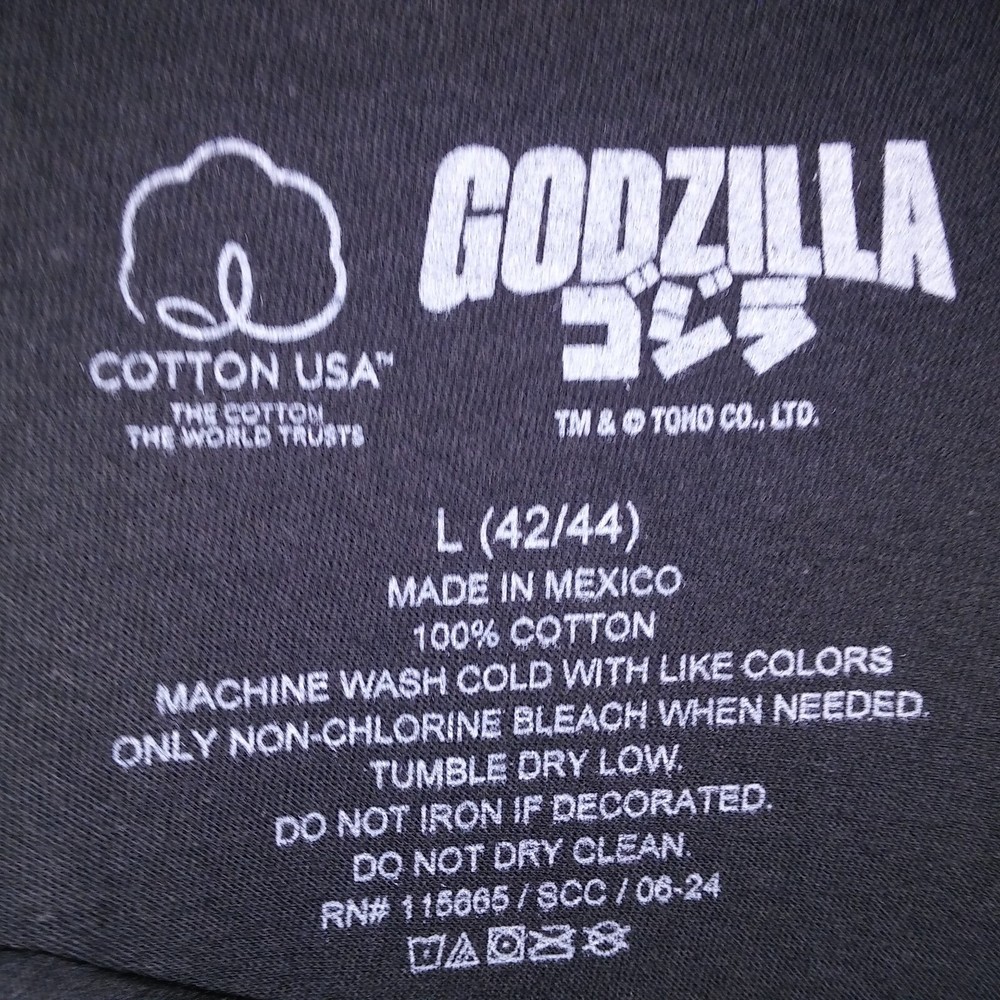 COTTON USA™
THE COTTON
THE WORLD TRUSTS
GODZILLA
ゴジラ
TM & © TOHO CO., LTD.
L (42/44)
MADE IN MEXICO
100% COTTON
MACHINE WASH COLD WITH LIKE COLORS
ONLY NON-CHLORINE BLEACH WHEN NEEDED.
TUMBLE DRY LOW.
DO NOT IRON IF DECORATED.
DO NOT DRY CLEAN.
RN# 115665 / SCC / 06-24